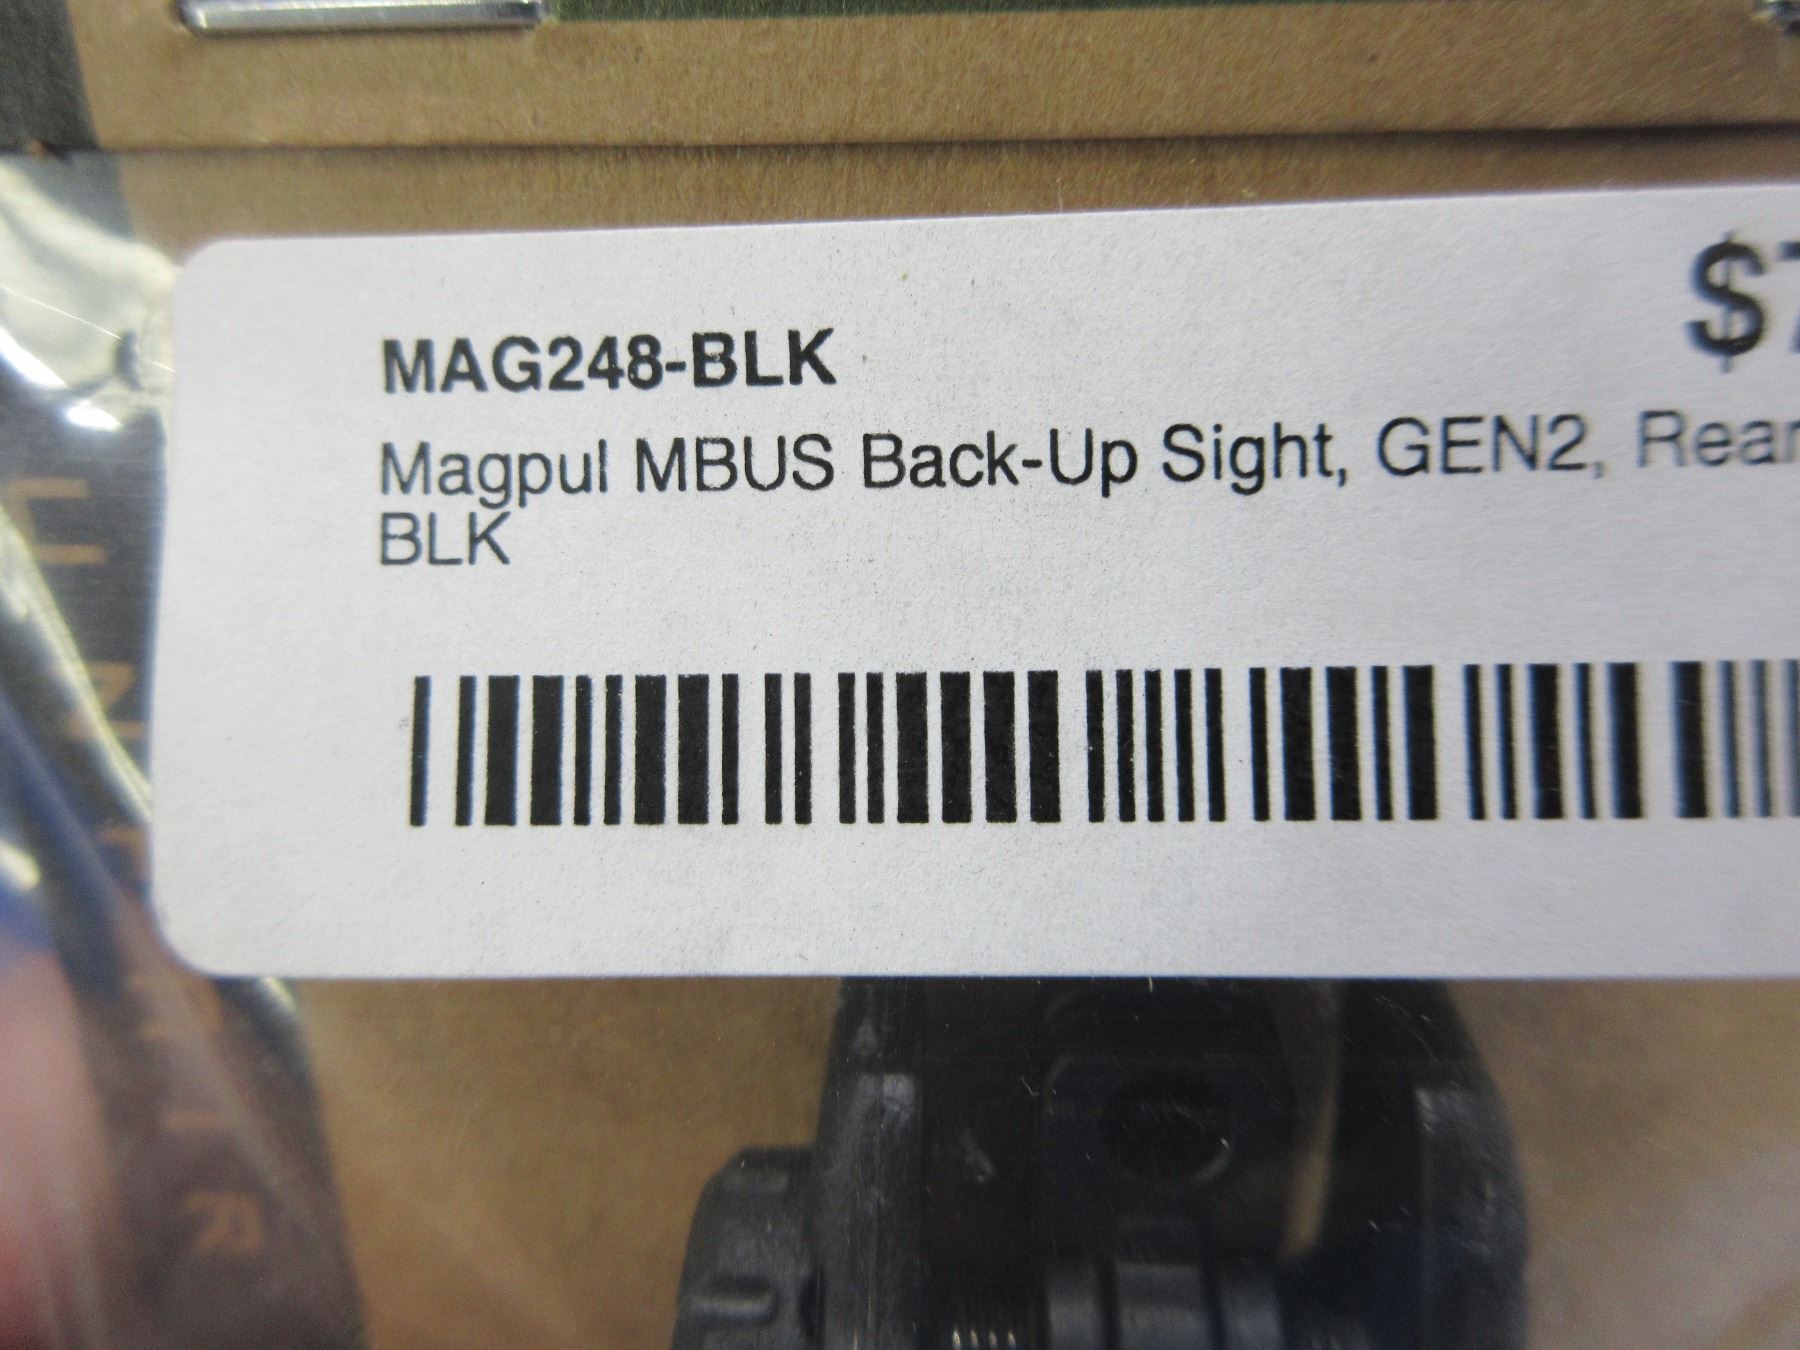 $7
MAG248-BLK
Magpul MBUS Back-Up Sight, GEN2, Rear
BLK